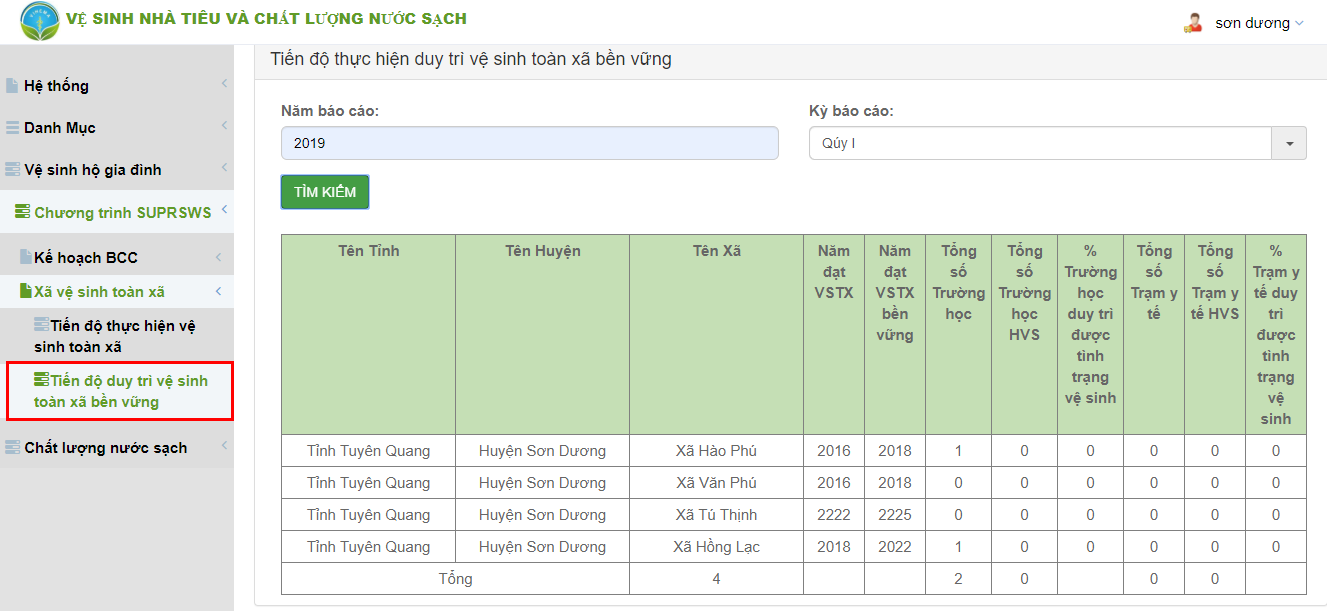 VỆ SINH NHÀ TIÊU VÀ CHẤT LƯỢNG NƯỚC SẠCH
sơn dương
Hệ thống
Danh Mục
Vệ sinh hộ gia đình
Chương trình SUPRSWS
Kế hoạch BCC
Xã vệ sinh toàn xã
Tiến độ thực hiện vệ
sinh toàn xã
Tiến độ duy trì vệ sinh
toàn xã bền vững
Chất lượng nước sạch
Tiến độ thực hiện duy trì vệ sinh toàn xã bền vững
Năm báo cáo: Kỳ báo cáo:
2019 Qúy I
TÌM KIẾM
Tên Tỉnh Tên Huyện Tên Xã Năm đạt VSTX Năm đạt VSTX bền vững Tổng số Trường học Tổng số Trường học HVS % Trường học duy trì được tình trạng vệ sinh Tổng số Trạm y tế Tổng số Trạm y tế HVS % Trạm y tế duy trì được tình trạng vệ sinh
Tỉnh Tuyên Quang Huyện Sơn Dương Xã Hào Phú 2016 2018 1 0 0 0 0 0
Tỉnh Tuyên Quang Huyện Sơn Dương Xã Văn Phú 2016 2018 0 0 0 0 0 0
Tỉnh Tuyên Quang Huyện Sơn Dương Xã Tú Thịnh 2222 2225 0 0 0 0 0 0
Tỉnh Tuyên Quang Huyện Sơn Dương Xã Hồng Lạc 2018 2022 1 0 0 0 0 0
Tổng 4 2 0 0 0